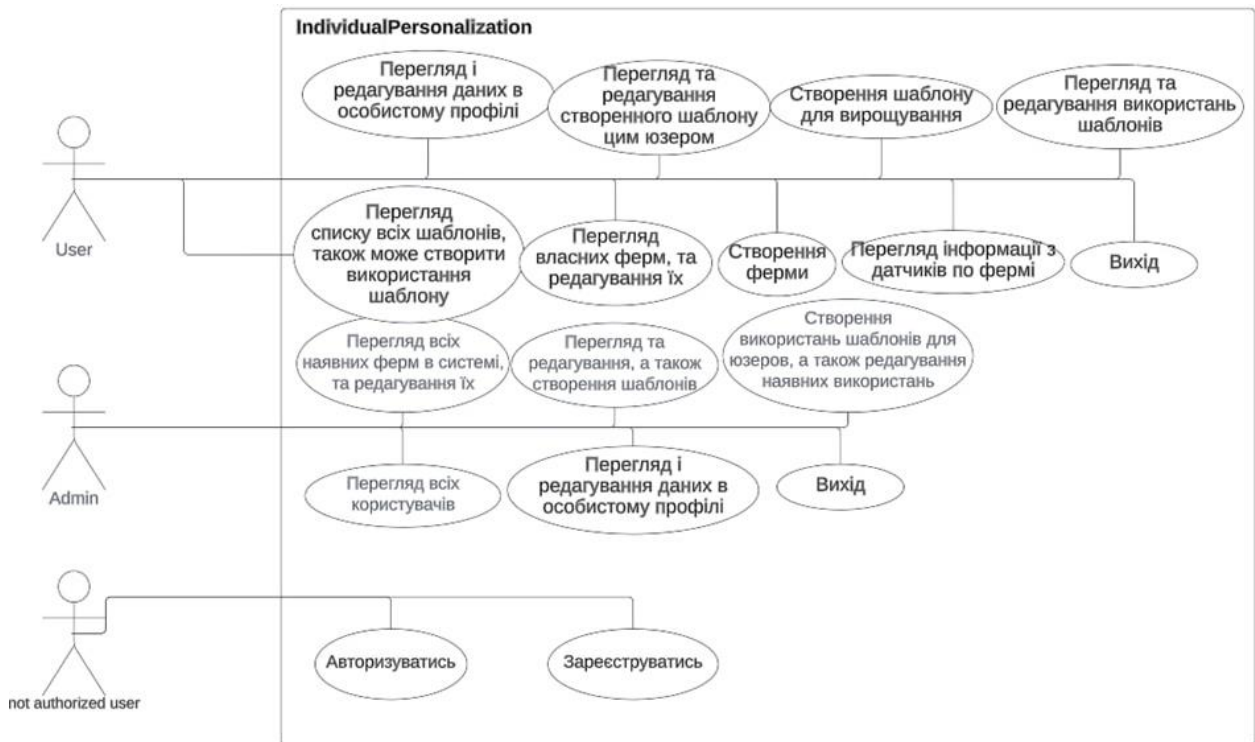 IndividualPersonalization
Перегляд і
редагування даних в
особистому профілі
Перегляд та
редагування
створенного шаблону
цим юзером
Створення шаблону
для вирощування
Перегляд та
редагування використань
шаблонів
User
Перегляд
списку всіх шаблонів,
також може створити
використання
шаблону
Перегляд
власних ферм, та
редагування їх
Створення
ферми
Перегляд інформації з
датчиків по фермі
Вихід
Перегляд всіх
наявних ферм в системі,
та редагування їх
Перегляд та
редагування, а також
створення шаблонів
Створення
використань шаблонів для
юзеров, а також редагування
наявних використань
Admin
Перегляд всіх
користувачів
Перегляд і
редагування даних в
особистому профілі
Вихід
not authorized user
Авторизуватись
Зареєструватись